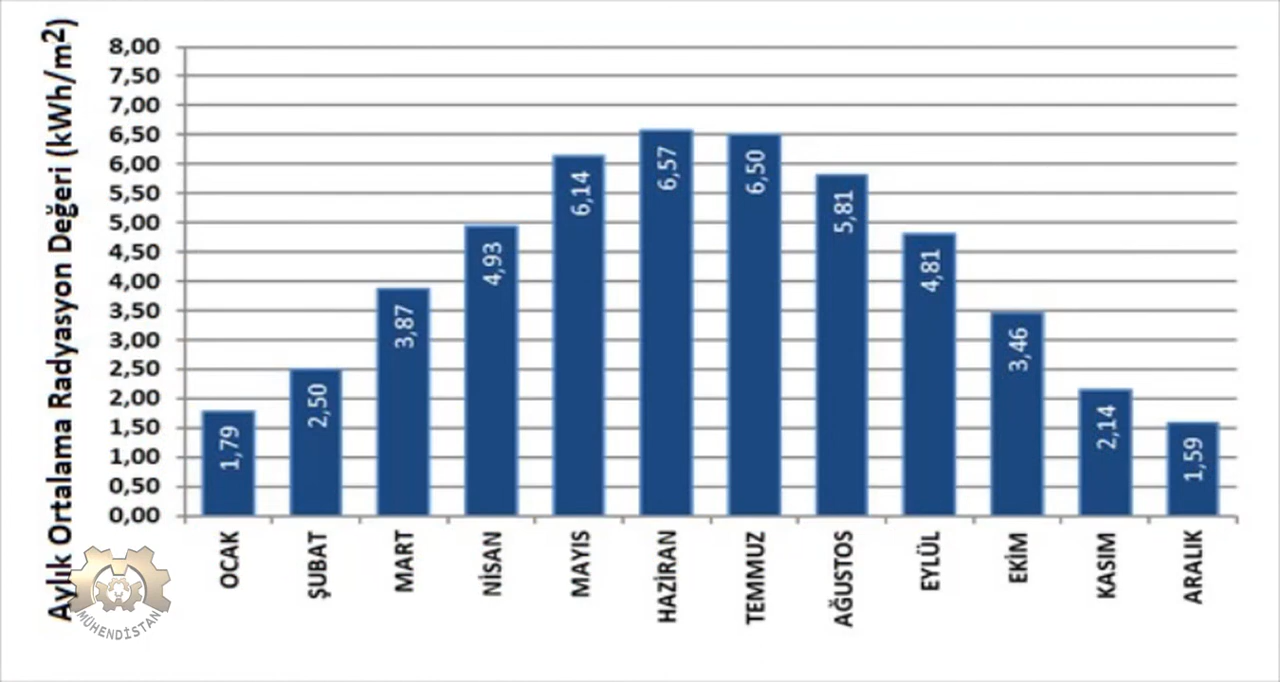 Aylık Ortalama Radyasyon Değeri (kWh/m²)
8,00
7,50
7,00
6,50
6,00
5,50
5,00
4,50
4,00
3,50
3,00
2,50
2,00
1,50
1,00
0,50
0,00
1,79
2,50
3,87
4,93
6,14
6,57
6,50
5,81
4,81
3,46
2,14
1,59
OCAK
ŞUBAT
MART
NİSAN
MAYIS
HAZİRAN
TEMMUZ
AĞUSTOS
EYLÜL
EKİM
KASIM
ARALIK
MÜHENDİSTAN